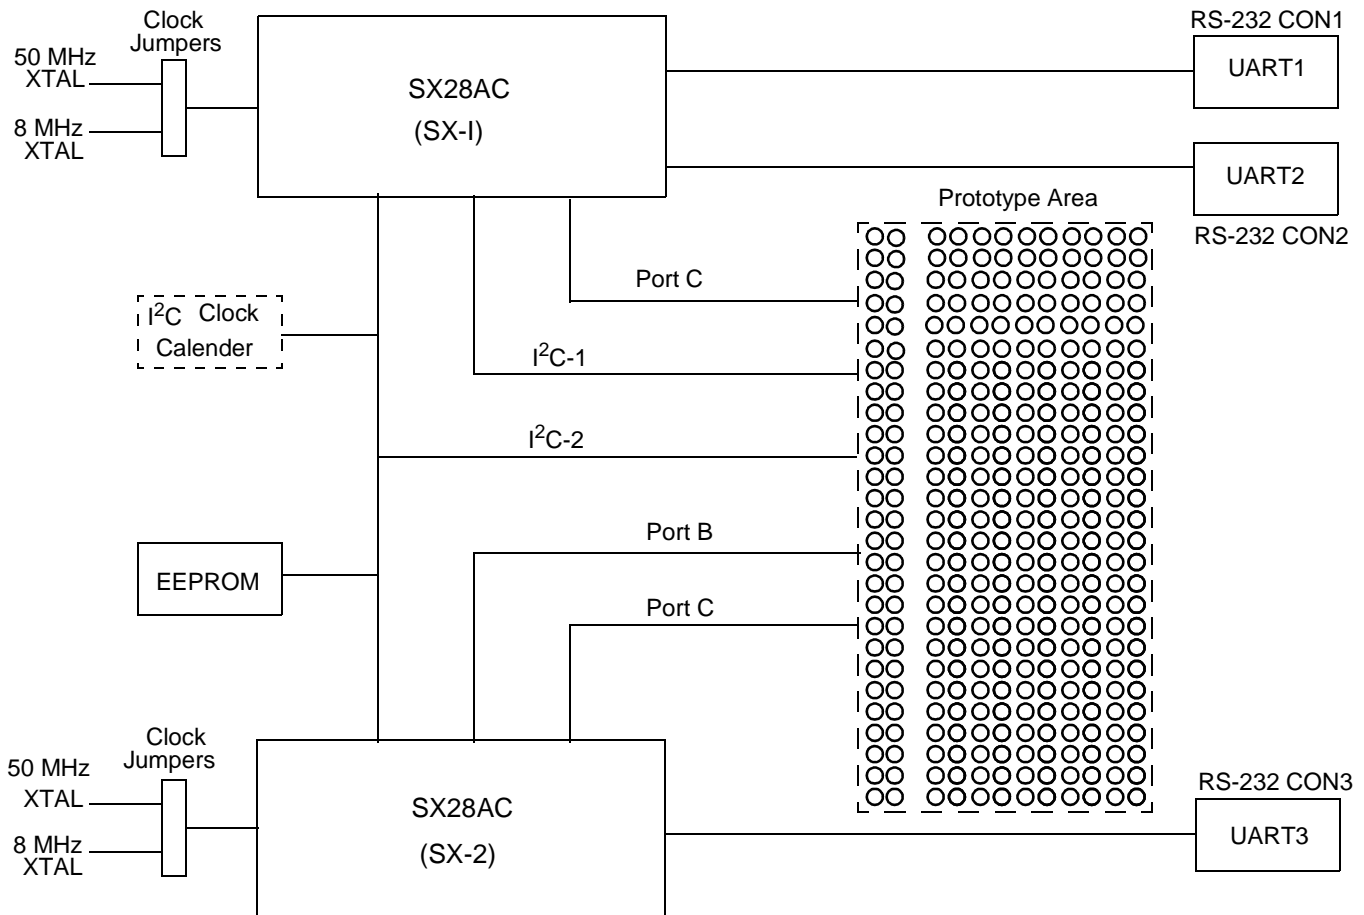 Clock
Jumpers
50 MHz
XTAL
8 MHz
XTAL
SX28AC
(SX-I)
RS-232 CON1
UART1
UART2
RS-232 CON2
Prototype Area
Port C
I²C Clock
Calender
I²C-1
I²C-2
Port B
EEPROM
Port C
Clock
Jumpers
50 MHz
XTAL
8 MHz
XTAL
SX28AC
(SX-2)
RS-232 CON3
UART3